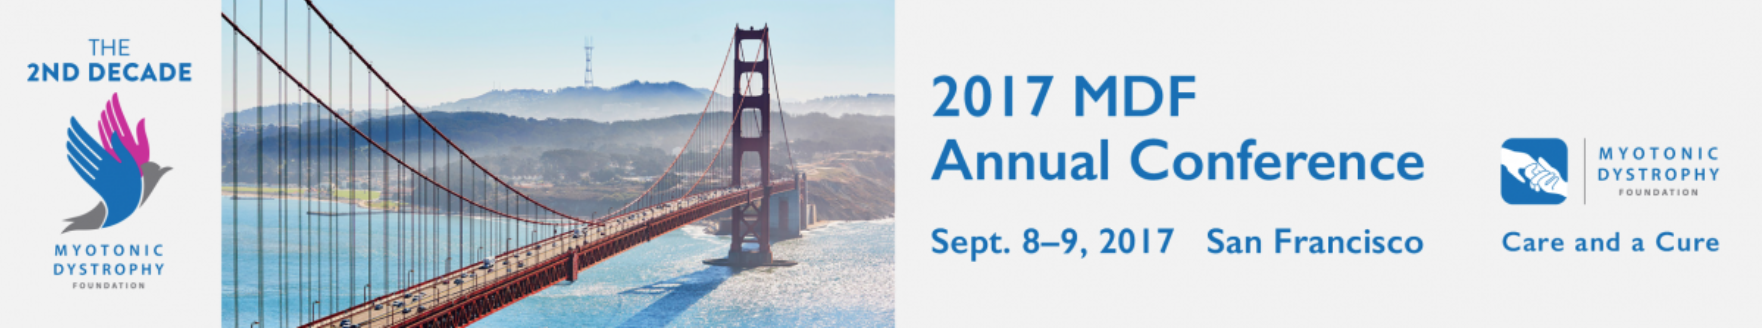 THE
2ND DECADE
MYOTONIC
DYSTROPHY
FOUNDATION
2017 MDF
Annual Conference
Sept. 8–9, 2017 San Francisco
MYOTONIC
DYSTROPHY
FOUNDATION
Care and a Cure